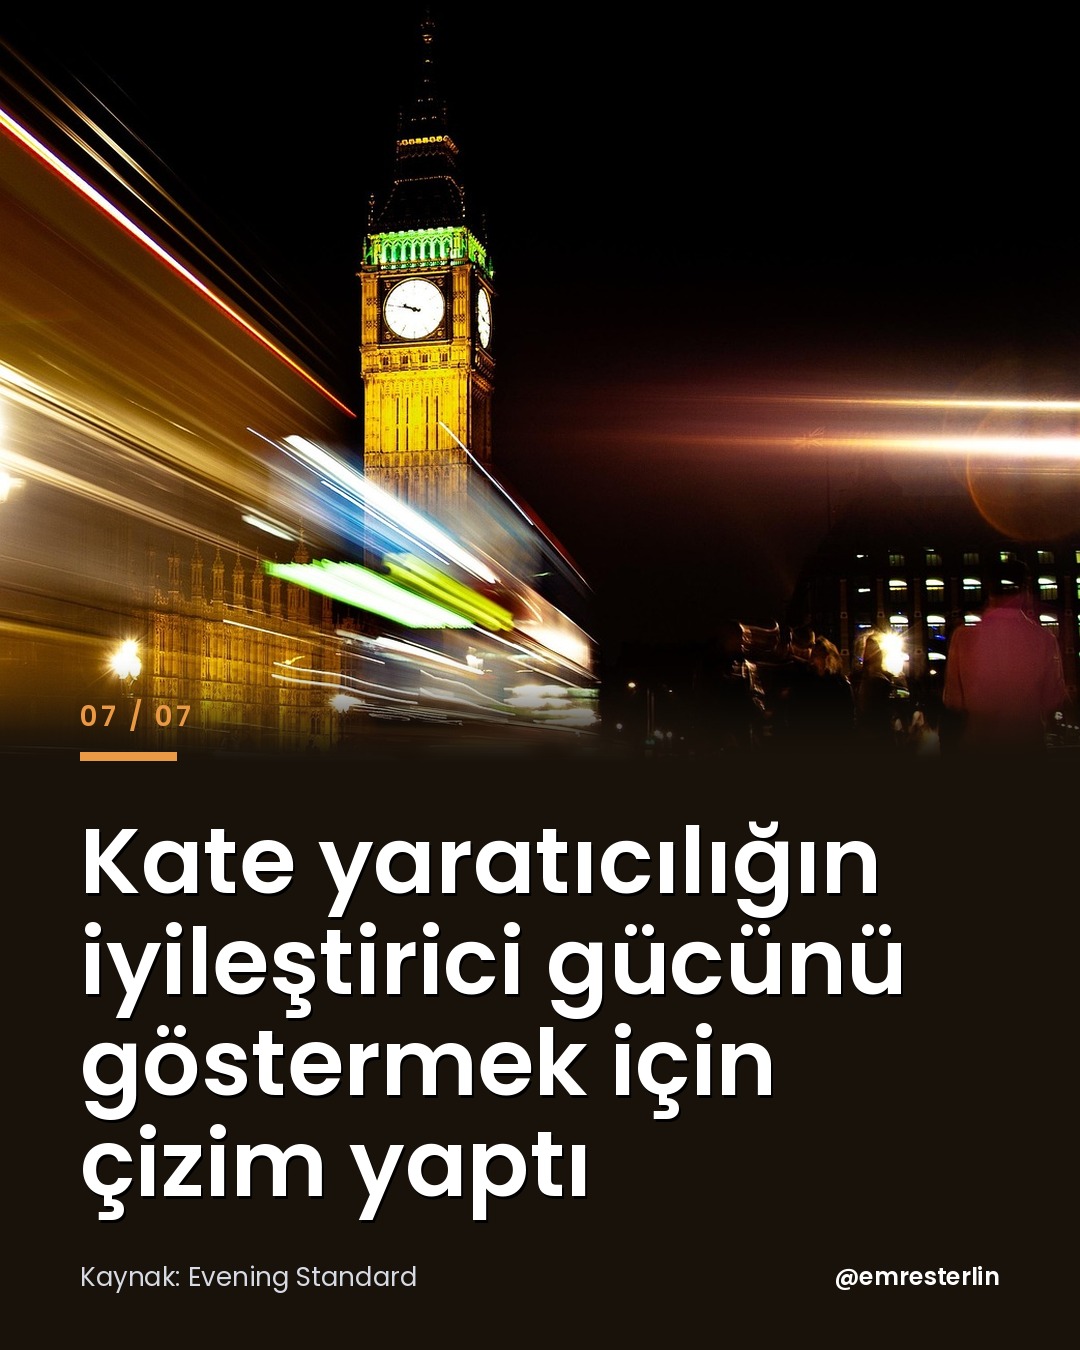 07 / 07
Kate yaratıcılığın
iyileştirici gücünü
göstermek için
çizim yaptı
Kaynak: Evening Standard
@emresterlin